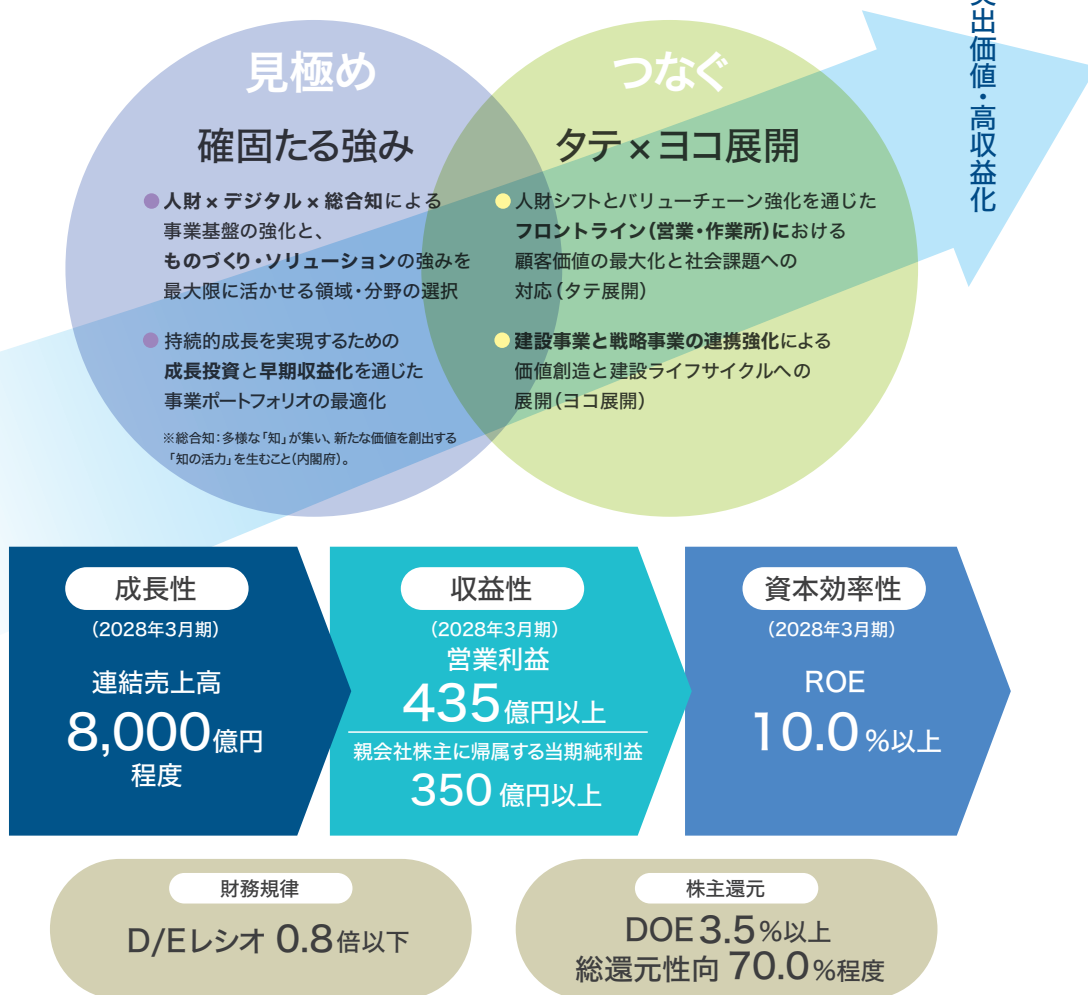 出価値・高収益化
見極め
確固たる強み
●人財×デジタル×総合知による
事業基盤の強化と、
ものづくり・ソリューションの強みを
最大限に活かせる領域・分野の選択
●持続的成長を実現するための
成長投資と早期収益化を通じた
事業ポートフォリオの最適化
※総合知:多様な「知」が集い、新たな価値を創出する
「知の活力」を生むこと(内閣府)。
つなぐ
タテ×ヨコ展開
●人財シフトとバリューチェーン強化を通じた
フロントライン(営業・作業所)における
顧客価値の最大化と社会課題への
対応(タテ展開)
●建設事業と戦略事業の連携強化による
価値創造と建設ライフサイクルへの
展開(ヨコ展開)
成長性
(2028年3月期)
連結売上高
8,000億円
程度
収益性
(2028年3月期)
営業利益
435億円以上
親会社株主に帰属する当期純利益
350億円以上
資本効率性
(2028年3月期)
ROE
10.0%以上
財務規律
D/Eレシオ 0.8倍以下
株主還元
DOE 3.5%以上
総還元性向 70.0%程度